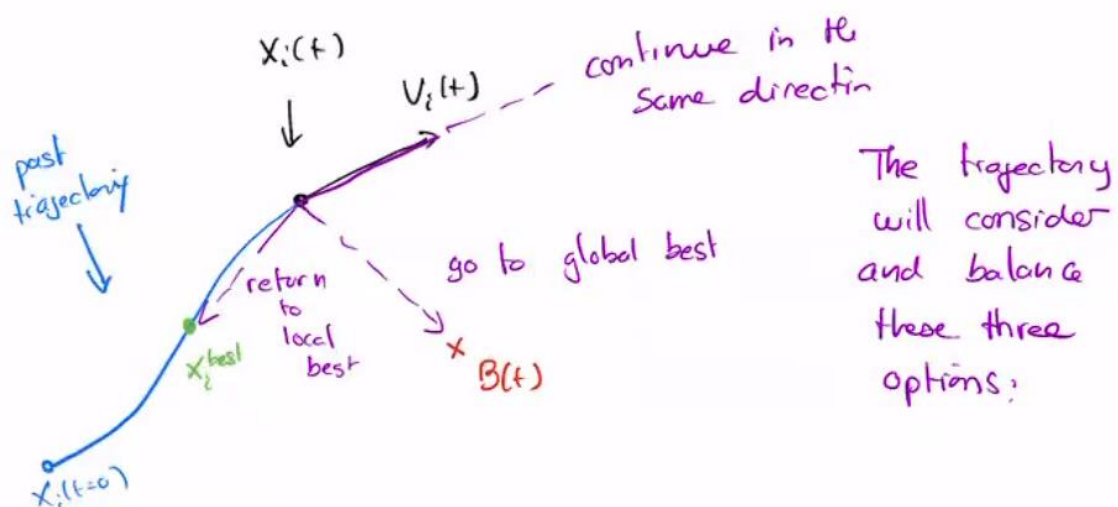 Xi(t)
Vi(t)
continue in the
same directin
past
trajectory
return
to
local
best
go to global best
xi^best
B(t)
xi(t=0)
The trajectory
will consider
and balance
these three
options: